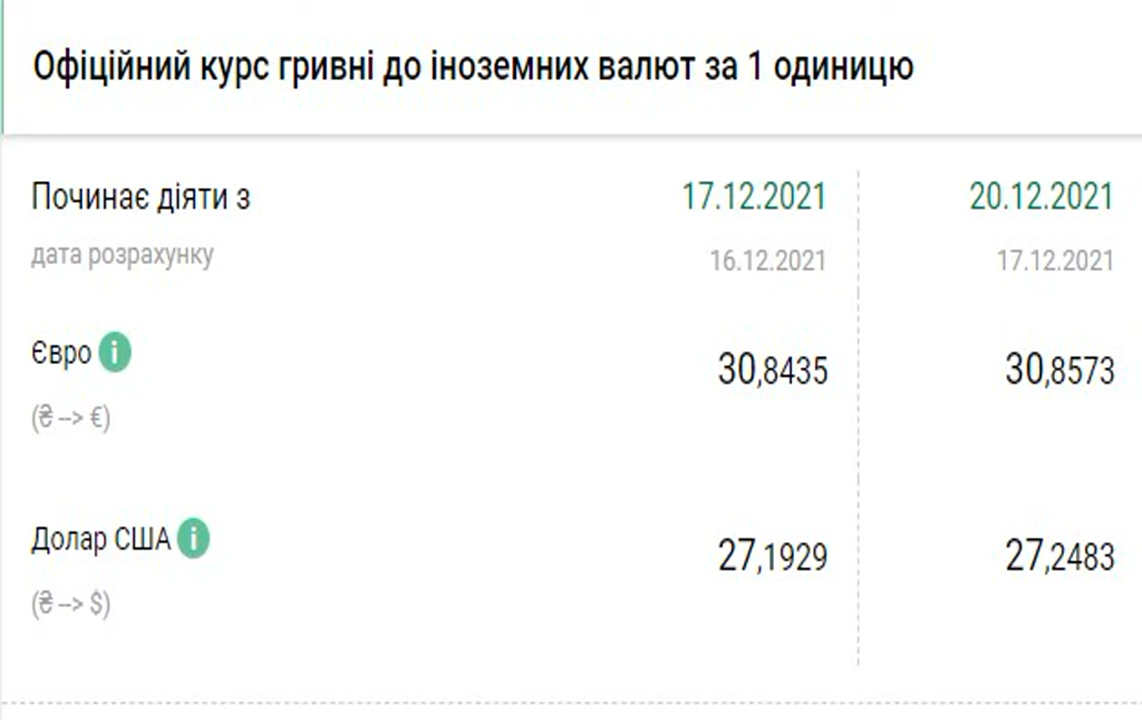 Офіційний курс гривні до іноземних валют за 1 одиницю
Починає діяти з 17.12.2021 20.12.2021
дата розрахунку 16.12.2021 17.12.2021
Євро i 30,8435 30,8573
(₴ --> €)
Долар США i 27,1929 27,2483
(₴ --> $)